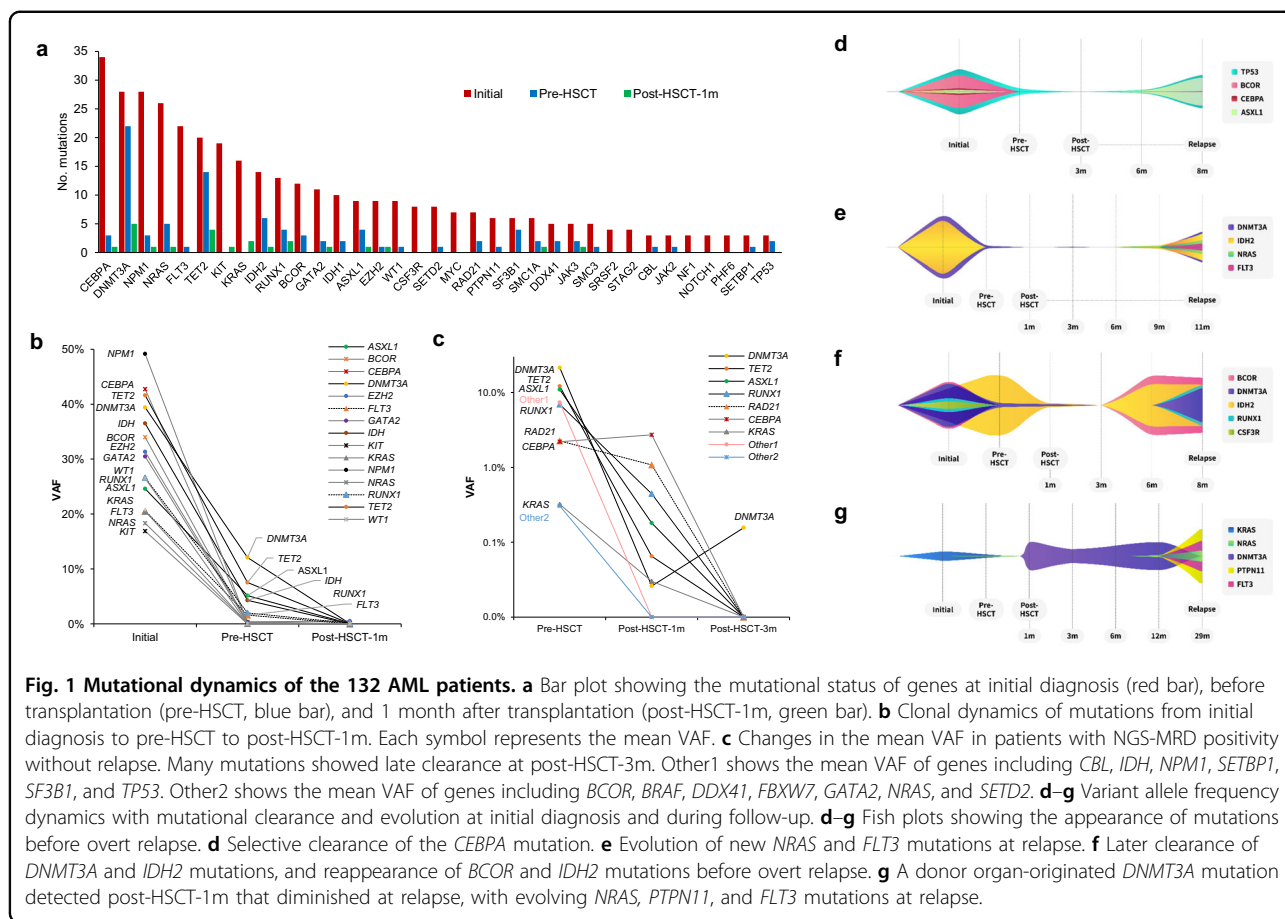 a
No. mutations
35
30
25
20
15
10
5
0
Initial
Pre-HSCT
Post-HSCT-1m
CEBPA
DNMT3A
NPM1
NRAS
FLT3
TET2
KIT
KRAS
IDH2
RUNX1
BCOR
GATA2
IDH1
ASXL1
EZH2
WT1
CSF3R
SETD2
MYC
RAD21
PTPN11
SF3B1
SMC1A
DDX41
JAK3
SMC3
SRSF2
STAG2
CBL
JAK2
NF1
NOTCH1
PHF6
SETBP1
TP53
b
VAF
50%
40%
30%
20%
10%
0%
NPM1
CEBPA
TET2
DNMT3A
IDH
BCOR
EZH2
GATA2
WT1
RUNX1
ASXL1
KRAS
FLT3
NRAS
KIT
DNMT3A
TET2
ASXL1
IDH
RUNX1
FLT3
Initial
Pre-HSCT
Post-HSCT-1m
ASXL1
BCOR
CEBPA
DNMT3A
EZH2
FLT3
GATA2
IDH
KIT
KRAS
NPM1
NRAS
RUNX1
TET2
WT1
c
VAF
10.0%
1.0%
0.1%
0.0%
DNMT3A
TET2
ASXL1
Other1
RUNX1
RAD21
CEBPA
KRAS
Other2
DNMT3A
Pre-HSCT
Post-HSCT-1m
Post-HSCT-3m
DNMT3A
TET2
ASXL1
RUNX1
RAD21
CEBPA
KRAS
Other1
Other2
d
TP53
BCOR
CEBPA
ASXL1
Initial
Pre-
HSCT
Post-
HSCT
Relapse
3m
6m
8m
e
DNMT3A
IDH2
NRAS
FLT3
Initial
Pre-
HSCT
Post-
HSCT
Relapse
1m
3m
6m
9m
11m
f
BCOR
DNMT3A
IDH2
RUNX1
CSF3R
Initial
Pre-
HSCT
Post-
HSCT
Relapse
1m
3m
6m
8m
g
KRAS
NRAS
DNMT3A
PTPN11
FLT3
Initial
Pre-
HSCT
Post-
HSCT
Relapse
1m
3m
6m
12m
29m
Fig. 1 Mutational dynamics of the 132 AML patients. a Bar plot showing the mutational status of genes at initial diagnosis (red bar), before
transplantation (pre-HSCT, blue bar), and 1 month after transplantation (post-HSCT-1m, green bar). b Clonal dynamics of mutations from initial
diagnosis to pre-HSCT to post-HSCT-1m. Each symbol represents the mean VAF. c Changes in the mean VAF in patients with NGS-MRD positivity
without relapse. Many mutations showed late clearance at post-HSCT-3m. Other1 shows the mean VAF of genes including CBL, IDH, NPM1, SETBP1,
SF3B1, and TP53. Other2 shows the mean VAF of genes including BCOR, BRAF, DDX41, FBXW7, GATA2, NRAS, and SETD2. d–g Variant allele frequency
dynamics with mutational clearance and evolution at initial diagnosis and during follow-up. d–g Fish plots showing the appearance of mutations
before overt relapse. d Selective clearance of the CEBPA mutation. e Evolution of new NRAS and FLT3 mutations at relapse. f Later clearance of
DNMT3A and IDH2 mutations, and reappearance of BCOR and IDH2 mutations before overt relapse. g A donor organ-originated DNMT3A mutation
detected post-HSCT-1m that diminished at relapse, with evolving NRAS, PTPN11, and FLT3 mutations at relapse.